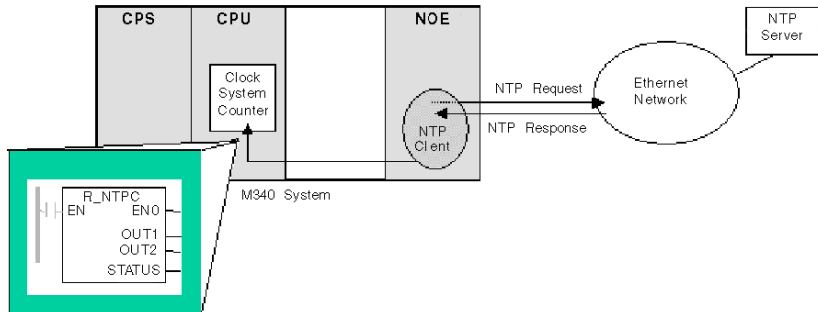 CPS
CPU
NOE
NTP
Server
Clock
System
Counter
NTP Request
Ethernet
Network
NTP
Client
NTP Response
M340 System
R_NTPC
EN
ENO
OUT1
OUT2
STATUS